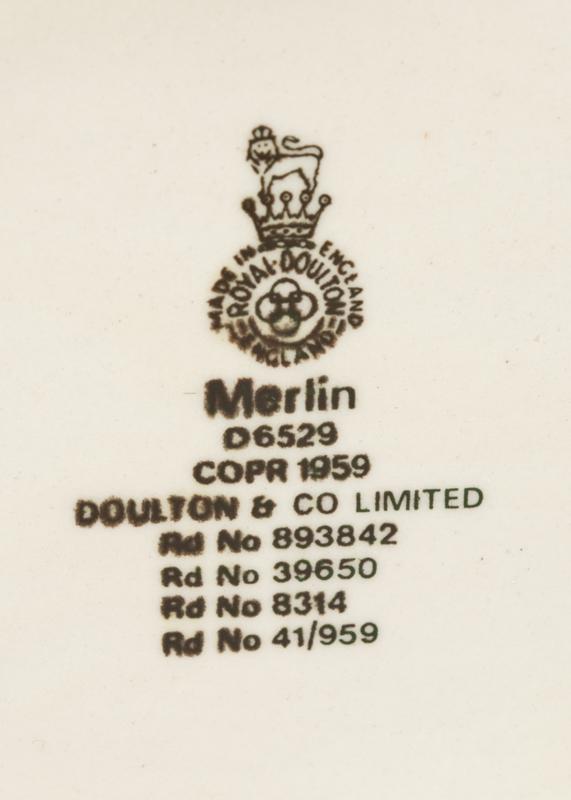 MADE IN ENGLAND
ROYAL·DOULTON
ENGLAND
Merlin
D6529
COPR 1959
DOULTON & CO LIMITED
Rd No 893842
Rd No 39650
Rd No 8314
Rd No 41/959